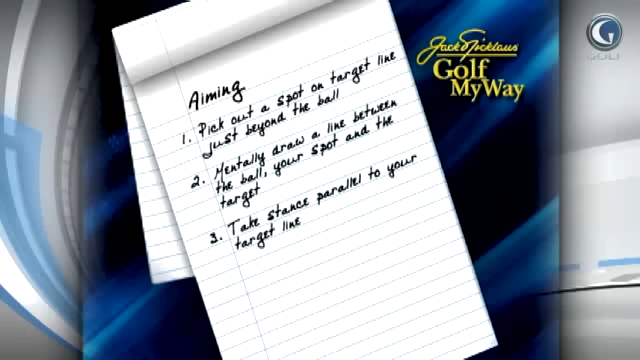 Jack Nicklaus
Golf
My Way
G
GOLF
Aiming
1. Pick out a spot on target line
just beyond the ball
2. Mentally draw a line between
the ball, your spot and the
target
3. Take stance parallel to your
target line